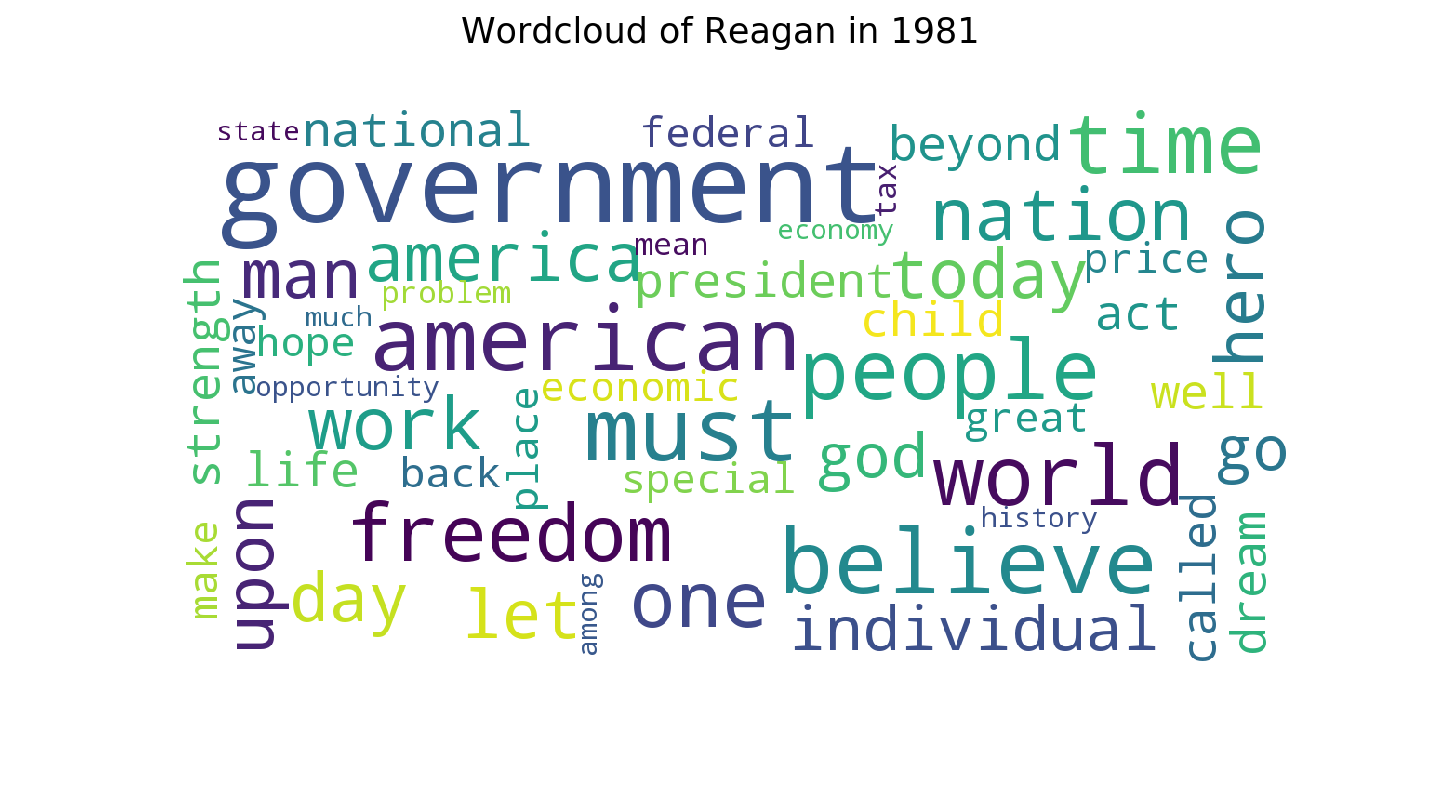 Wordcloud of Reagan in 1981
state
national
federal
beyond
time
government
tax
nation
economy
america
mean
man
president
today
price
hero
problem
strength
away
much
hope
american
child
act
people
opportunity
economic
well
work
place
must
great
god
go
life
back
special
world
history
freedom
upon
make
believe
called
dream
day
let
among
one
individual